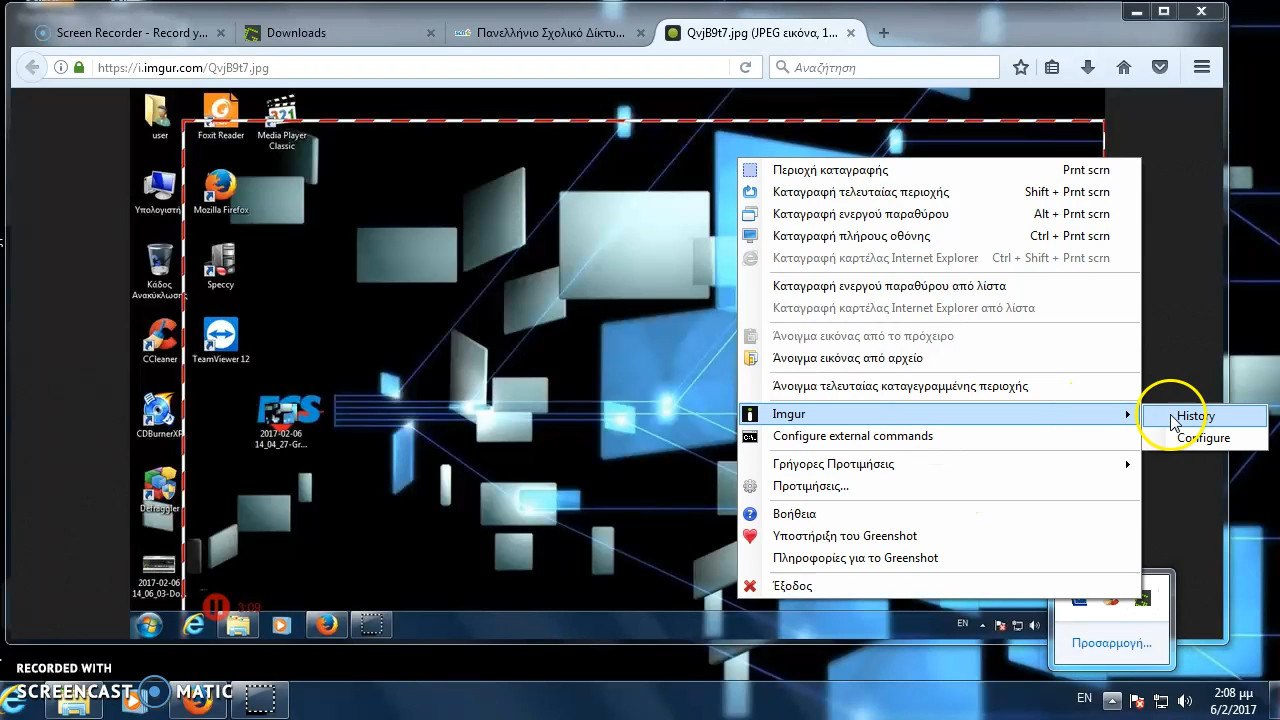 Screen Recorder - Record y...
Downloads
Πανελλήνιο Σχολικό Δίκτυ...
QvjB9t7.jpg (JPEG εικόνα, 1...
https://i.imgur.com/QvjB9t7.jpg
Αναζήτηση
user
Foxit Reader
Media Player
Classic
Υπολογιστή
Mozilla Firefox
Κάδος
Ανακύκλωσης
Speccy
CCleaner
TeamViewer 12
CDBurnerXP
2017-02-06
14_04_27-Gr...
Defraggler
2017-02-06
14_06_03-Do...
3:09
EN
Περιοχή καταγραφής Prnt scrn
Καταγραφή τελευταίας περιοχής Shift + Prnt scrn
Καταγραφή ενεργού παραθύρου Alt + Prnt scrn
Καταγραφή πλήρους οθόνης Ctrl + Prnt scrn
Καταγραφή καρτέλας Internet Explorer Ctrl + Shift + Prnt scrn
Καταγραφή ενεργού παραθύρου από λίστα
Καταγραφή καρτέλας Internet Explorer από λίστα
Άνοιγμα εικόνας από το πρόχειρο
Άνοιγμα εικόνας από αρχείο
Άνοιγμα τελευταίας καταγεγραμμένης περιοχής
Imgur
History
Configure
Configure external commands
Γρήγορες Προτιμήσεις
Προτιμήσεις...
Βοήθεια
Υποστήριξη του Greenshot
Πληροφορίες για το Greenshot
Έξοδος
Προσαρμογή...
RECORDED WITH
SCREENCAST MATIC
EN
2:08 μμ
6/2/2017